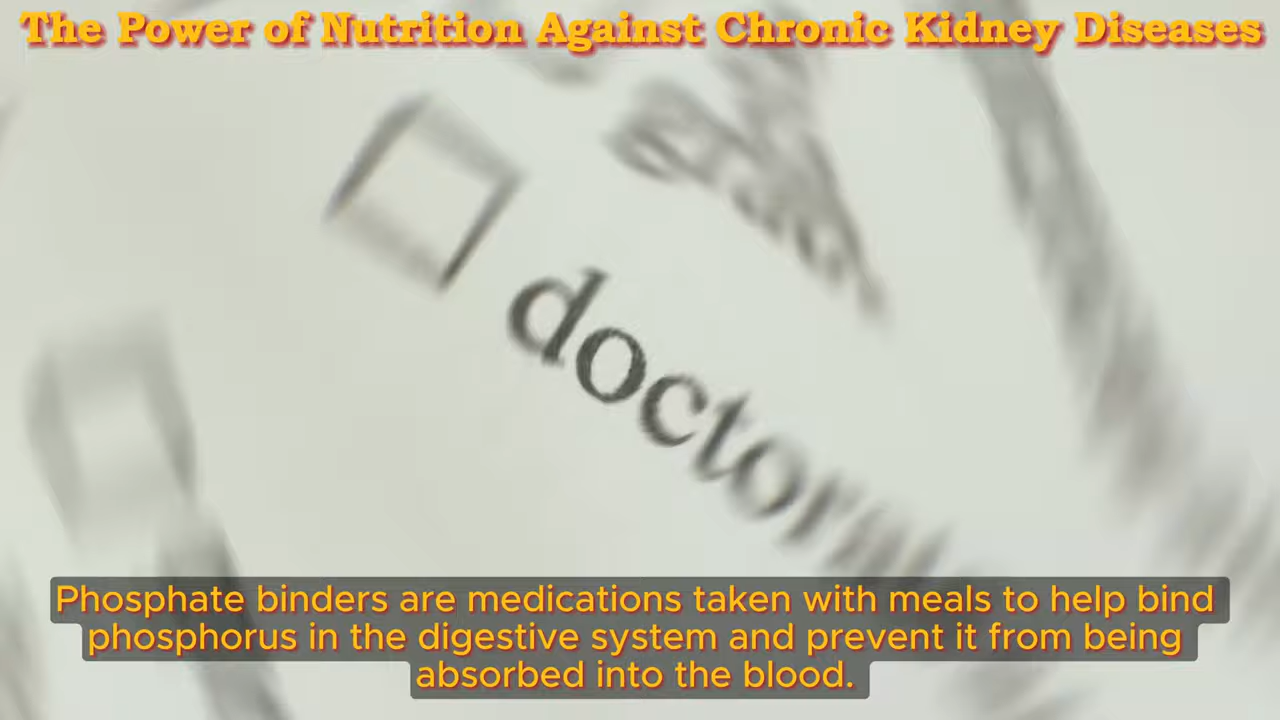 The Power of Nutrition Against Chronic Kidney Diseases
doctor
Phosphate binders are medications taken with meals to help bind
phosphorus in the digestive system and prevent it from being
absorbed into the blood.